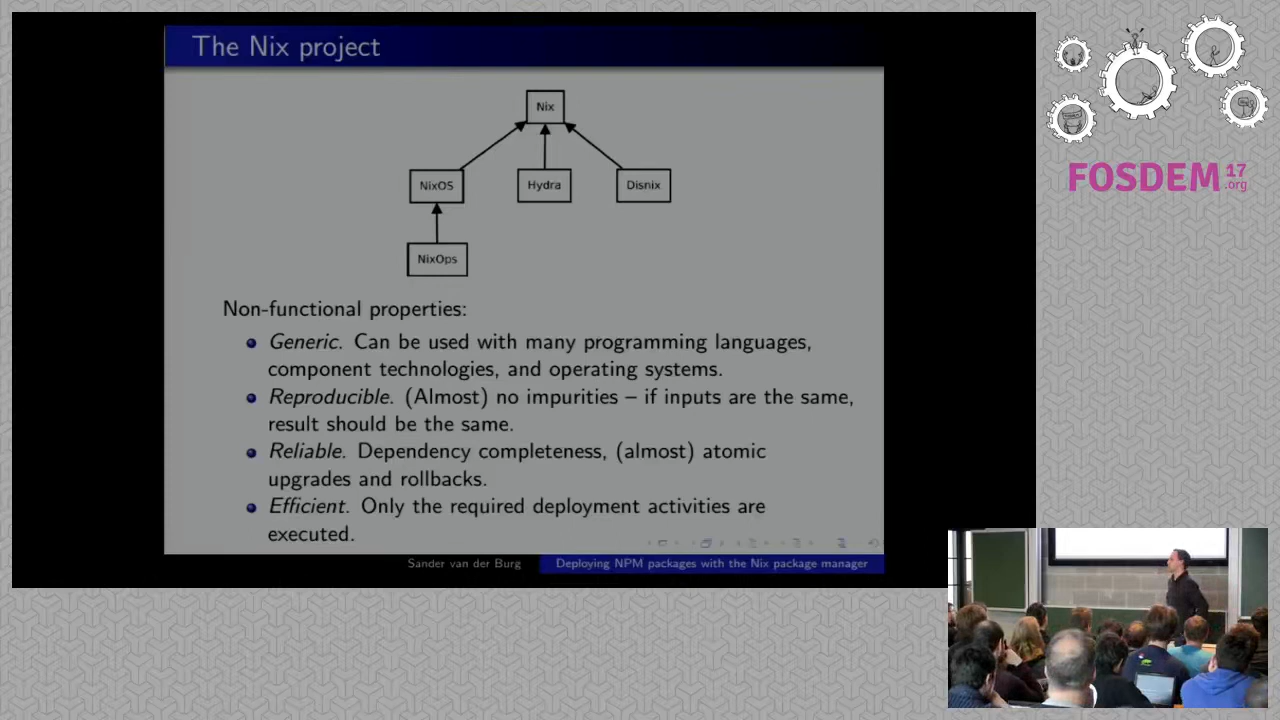 The Nix project
Nix
NixOS
Hydra
Disnix
NixOps
Non-functional properties:
Generic. Can be used with many programming languages,
component technologies, and operating systems.
Reproducible. (Almost) no impurities – if inputs are the same,
result should be the same.
Reliable. Dependency completeness, (almost) atomic
upgrades and rollbacks.
Efficient. Only the required deployment activities are
executed.
Sander van der Burg
Deploying NPM packages with the Nix package manager
FOSDEM 17
.org